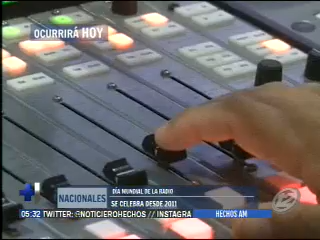 OCURRIRÁ HOY
DÍA MUNDIAL DE LA RADIO
NACIONALES
SE CELEBRA DESDE 2011
05:32 TWITTER: @NOTICIEROHECHOS // INSTAGRA
HECHOS AM